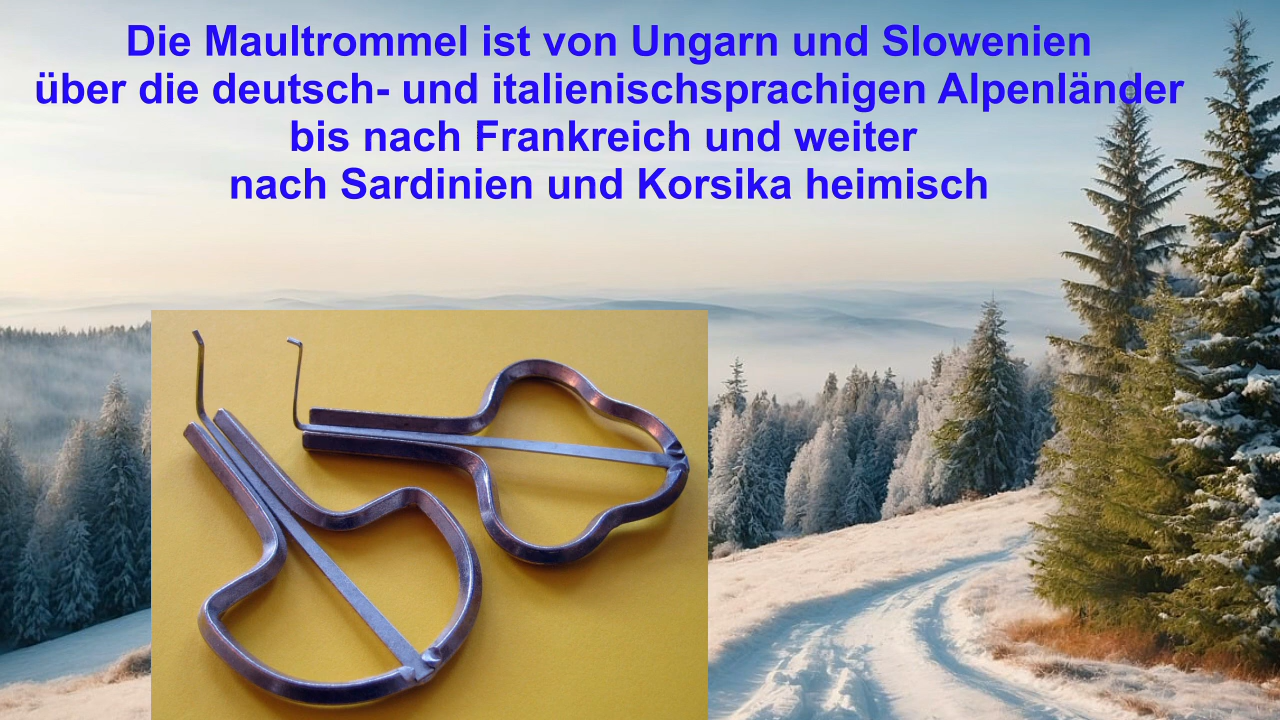 Die Maultrommel ist von Ungarn und Slowenien
über die deutsch- und italienischsprachigen Alpenländer
bis nach Frankreich und weiter
nach Sardinien und Korsika heimisch